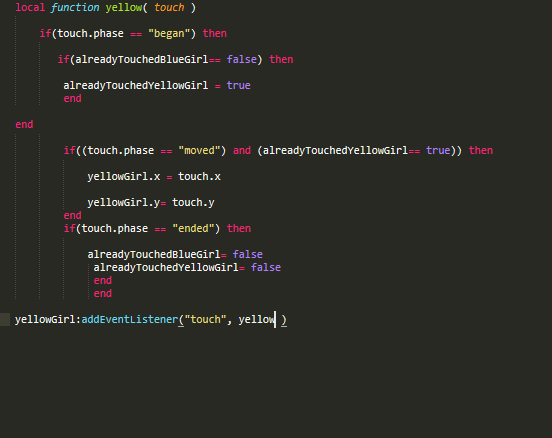 local function yellow( touch )
if(touch.phase == "began") then
if(alreadyTouchedBlueGirl== false) then
alreadyTouchedYellowGirl = true
end
end
if((touch.phase == "moved") and (alreadyTouchedYellowGirl== true)) then
yellowGirl.x = touch.x
yellowGirl.y= touch.y
end
if(touch.phase == "ended") then
alreadyTouchedBlueGirl= false
alreadyTouchedYellowGirl= false
end
end
yellowGirl:addEventListener("touch", yellow )